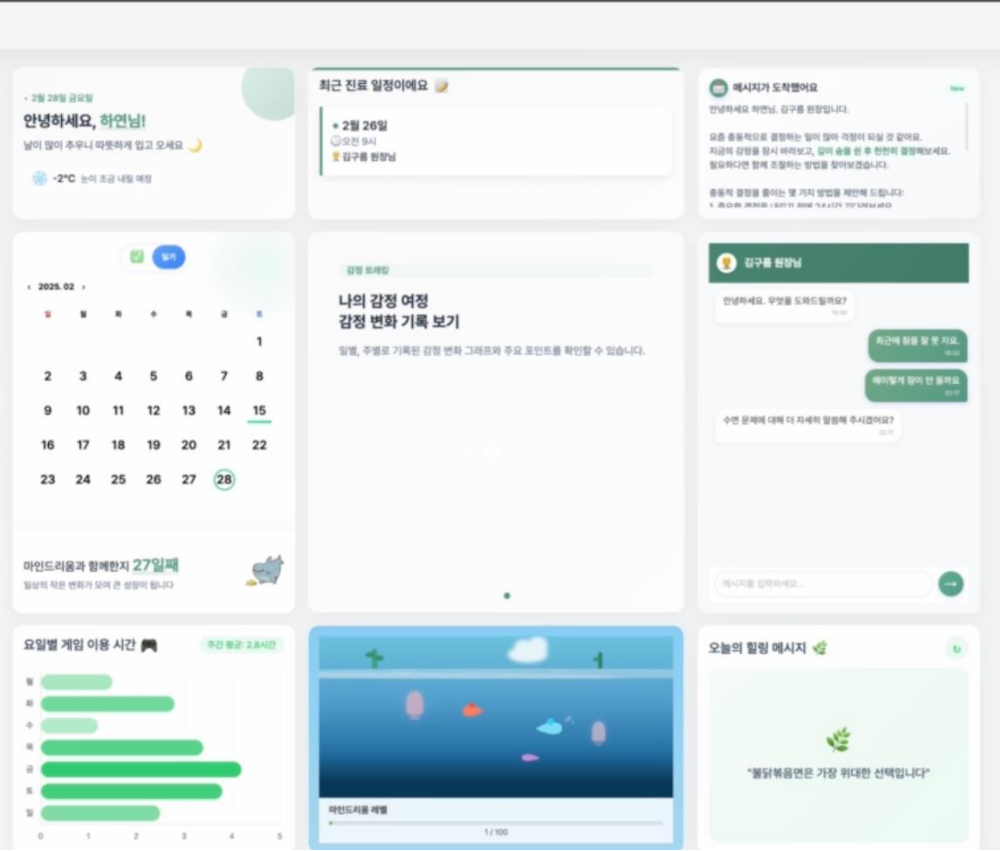 • 2월 28일 금요일
안녕하세요, 하연님!
날이 많이 추우니 따뜻하게 입고 오세요 🌙
-2°C 눈이 조금 내릴 예정
최근 진료 일정이에요
2월 26일
오전 9시
김구름 원장님
메시지가 도착했어요
New
안녕하세요 하연님. 김구름 원장입니다.
요즘 충동적으로 결정하는 일이 많아 걱정이 되실 것 같아요.
지금의 감정을 잠시 바라보고, 깊이 숨을 쉰 후 천천히 결정해보세요.
필요하다면 함께 조절하는 방법을 찾아보겠습니다.
충동적 결정을 줄이는 몇 가지 방법을 제안해 드립니다:
일기
‹ 2025. 02 ›
일 월 화 수 목 금 토
1
2 3 4 5 6 7 8
9 10 11 12 13 14 15
16 17 18 19 20 21 22
23 24 25 26 27 28
마인드리움과 함께한지 27일째
일상의 작은 변화가 모여 큰 성장이 됩니다
감정 트래킹
나의 감정 여정
감정 변화 기록 보기
일별, 주별로 기록된 감정 변화 그래프와 주요 포인트를 확인할 수 있습니다.
김구름 원장님
안녕하세요. 무엇을 도와드릴까요?
최근에 잠을 잘 못 자요.
왜이렇게 잠이 안 올까요
수면 문제에 대해 더 자세히 말씀해 주시겠어요?
메시지를 입력하세요...
요일별 게임 이용 시간
주간 평균: 2.8시간
월
화
수
목
금
토
일
0 1 2 3 4 5
마인드리움 레벨
1 / 100
오늘의 힐링 메시지
"불닭볶음면은 가장 위대한 선택입니다"